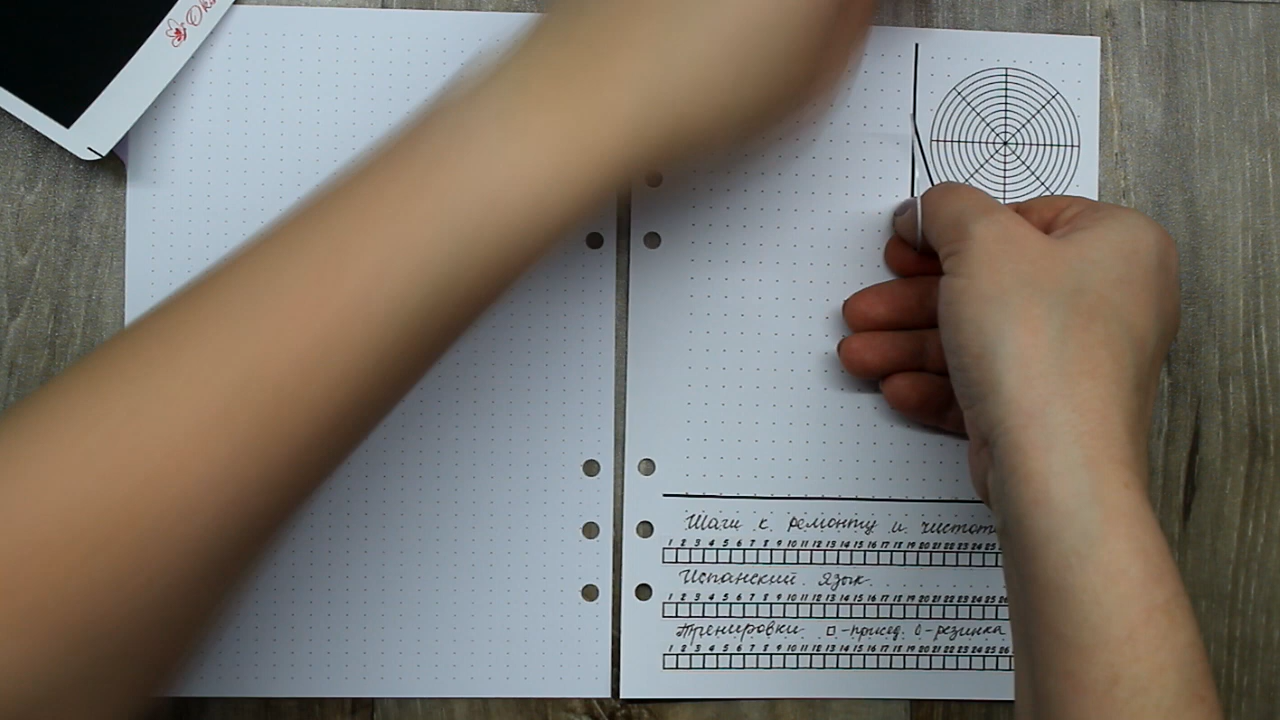 Шаги к ремонту и
1 2 3 4 5 6 7 8 9 10 11 12 13 14 15 16 17 18 19 20 21 22 23 24 25
Испанский язык
1 2 3 4 5 6 7 8 9 10 11 12 13 14 15 16 17 18 19 20 21 22 23 24 25 26
Тренировки □-присед. 0-резинка
1 2 3 4 5 6 7 8 9 10 11 12 13 14 15 16 17 18 19 20 21 22 23 24 25 26